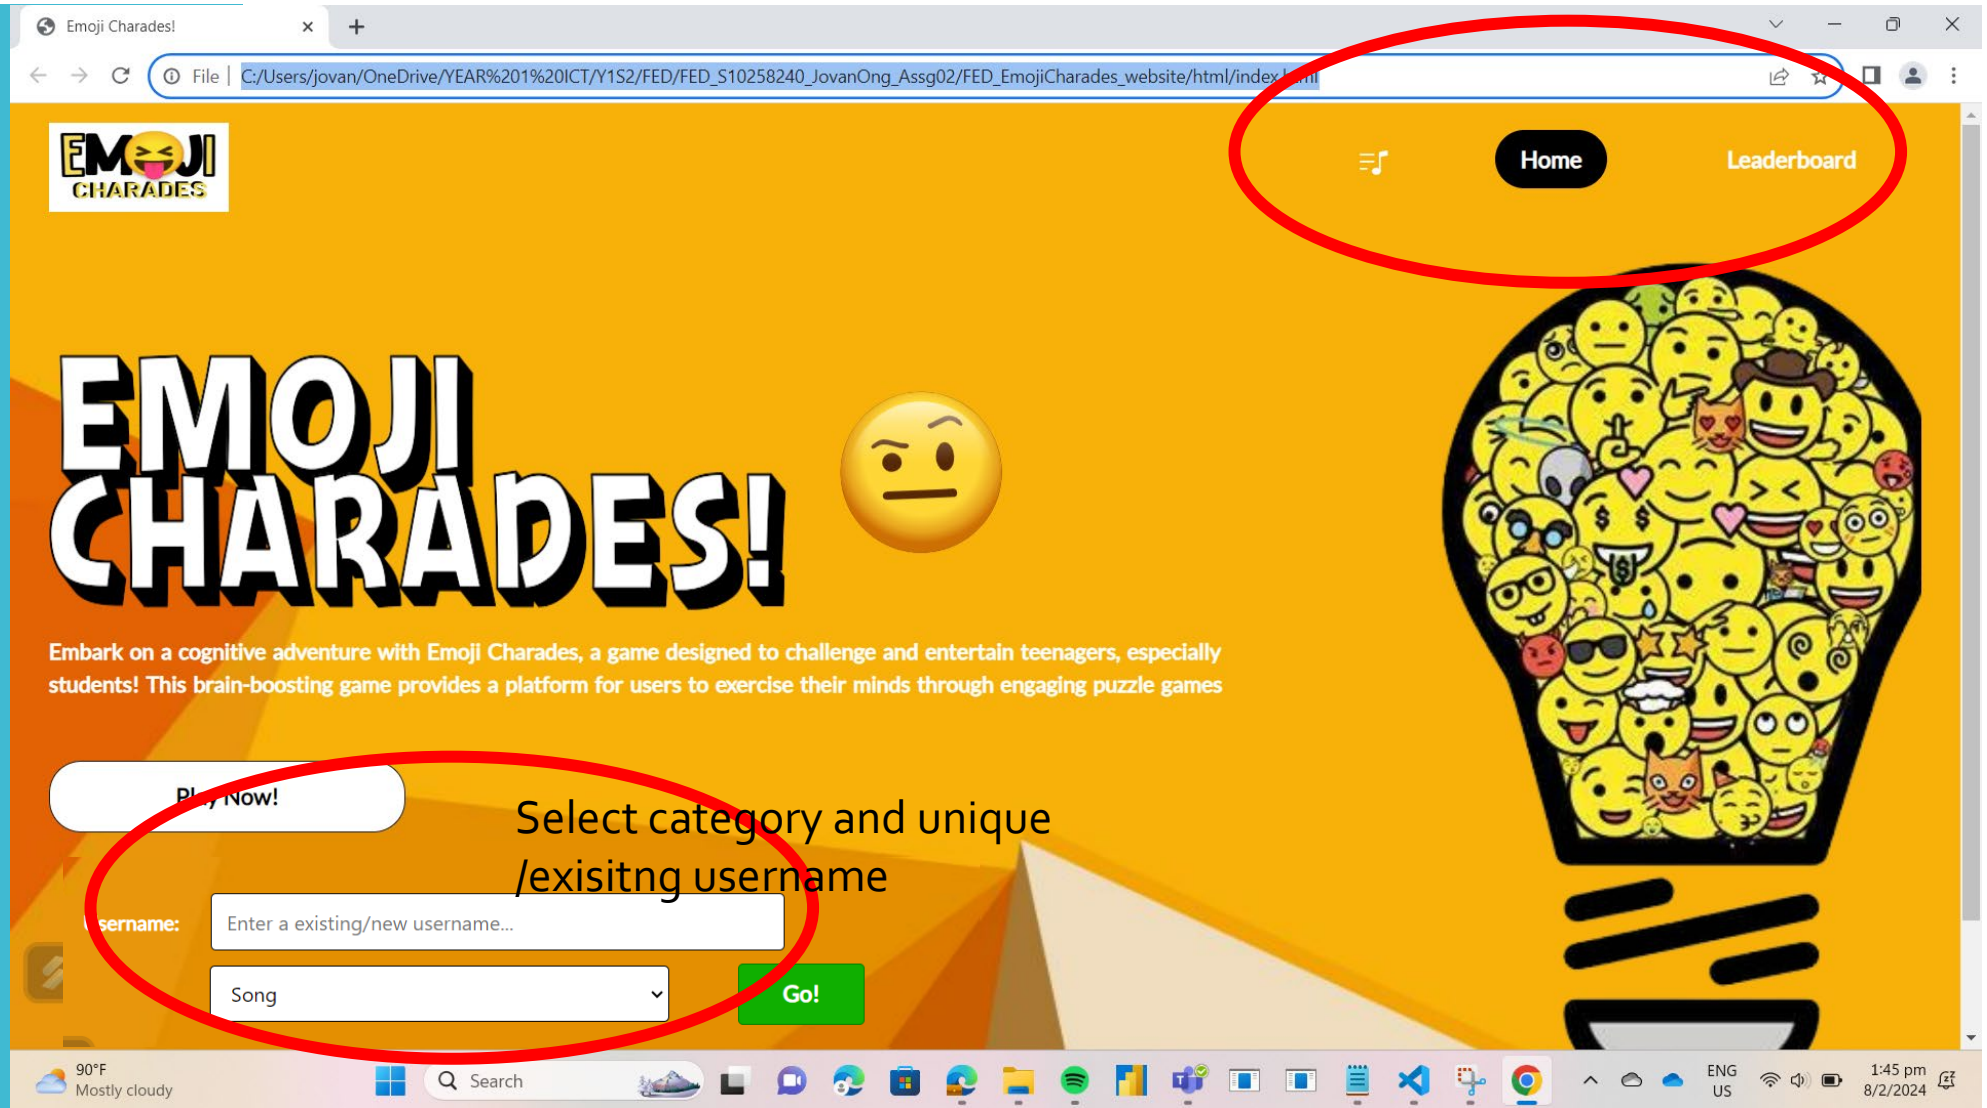 Emoji Charades!
File | C:/Users/jovan/OneDrive/YEAR%201%20ICT/Y1S2/FED/FED_S10258240_JovanOng_Assg02/FED_EmojiCharades_website/html/index.html
EMOJI
CHARADES
Home
Leaderboard
EMOJI
CHARADES!
Embark on a cognitive adventure with Emoji Charades, a game designed to challenge and entertain teenagers, especially
students! This brain-boosting game provides a platform for users to exercise their minds through engaging puzzle games
Play Now!
Select category and unique
/exisitng username
Username:
Enter a existing/new username...
Song
Go!
90°F
Mostly cloudy
Search
ENG
US
1:45 pm
8/2/2024